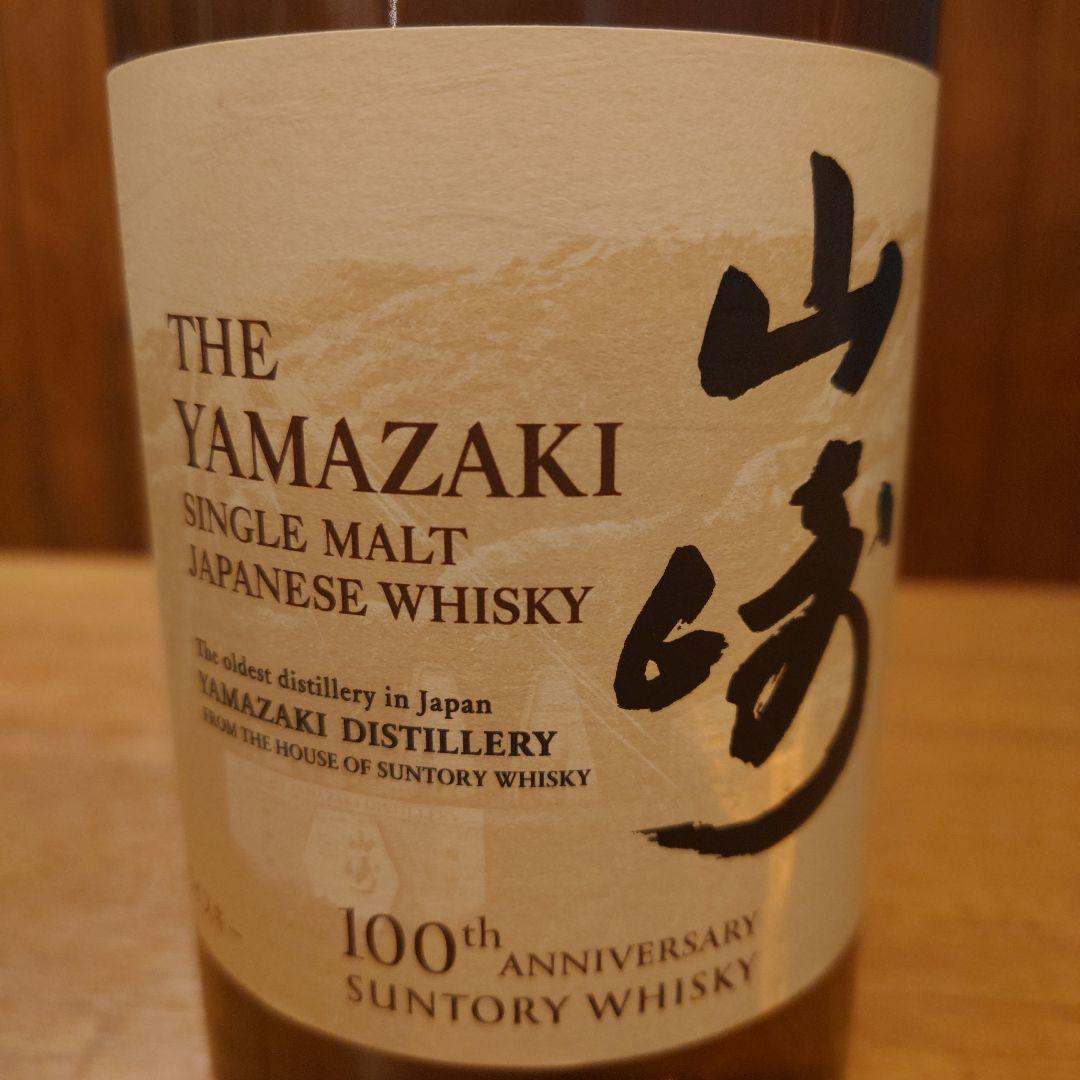 THE
YAMAZAKI
SINGLE MALT
JAPANESE WHISKY
The oldest distillery in Japan
YAMAZAKI DISTILLERY
FROM THE HOUSE OF SUNTORY WHISKY
山崎
100th ANNIVERSARY
SUNTORY WHISKY